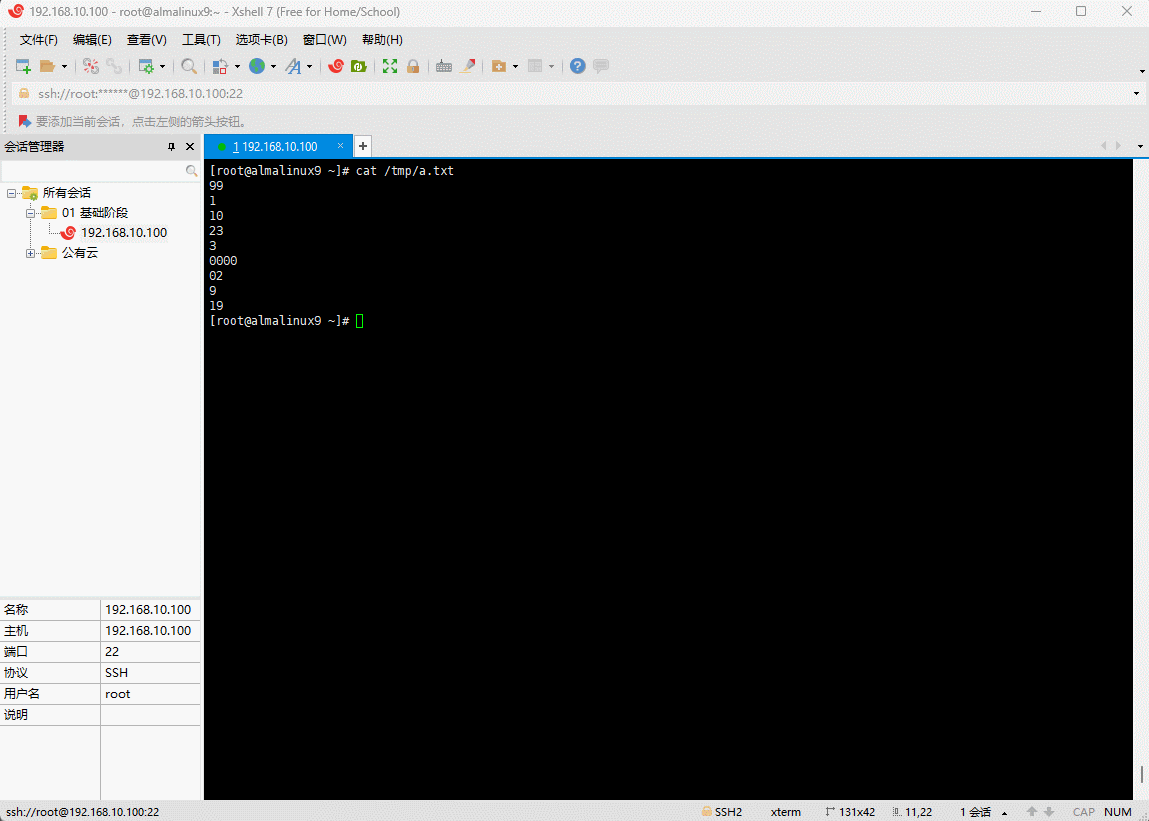 192.168.10.100 - root@almalinux9:~ - Xshell 7 (Free for Home/School)
文件(F) 编辑(E) 查看(V) 工具(T) 选项卡(B) 窗口(W) 帮助(H)
ssh://root:******@192.168.10.100:22
要添加当前会话，点击左侧的箭头按钮。
会话管理器
所有会话
01 基础阶段
192.168.10.100
公有云
名称 192.168.10.100
主机 192.168.10.100
端口 22
协议 SSH
用户名 root
说明
1 192.168.10.100
[root@almalinux9 ~]# cat /tmp/a.txt
99
1
10
23
3
0000
02
9
19
[root@almalinux9 ~]#
ssh://root@192.168.10.100:22 SSH2 xterm 131x42 11,22 1 会话 CAP NUM